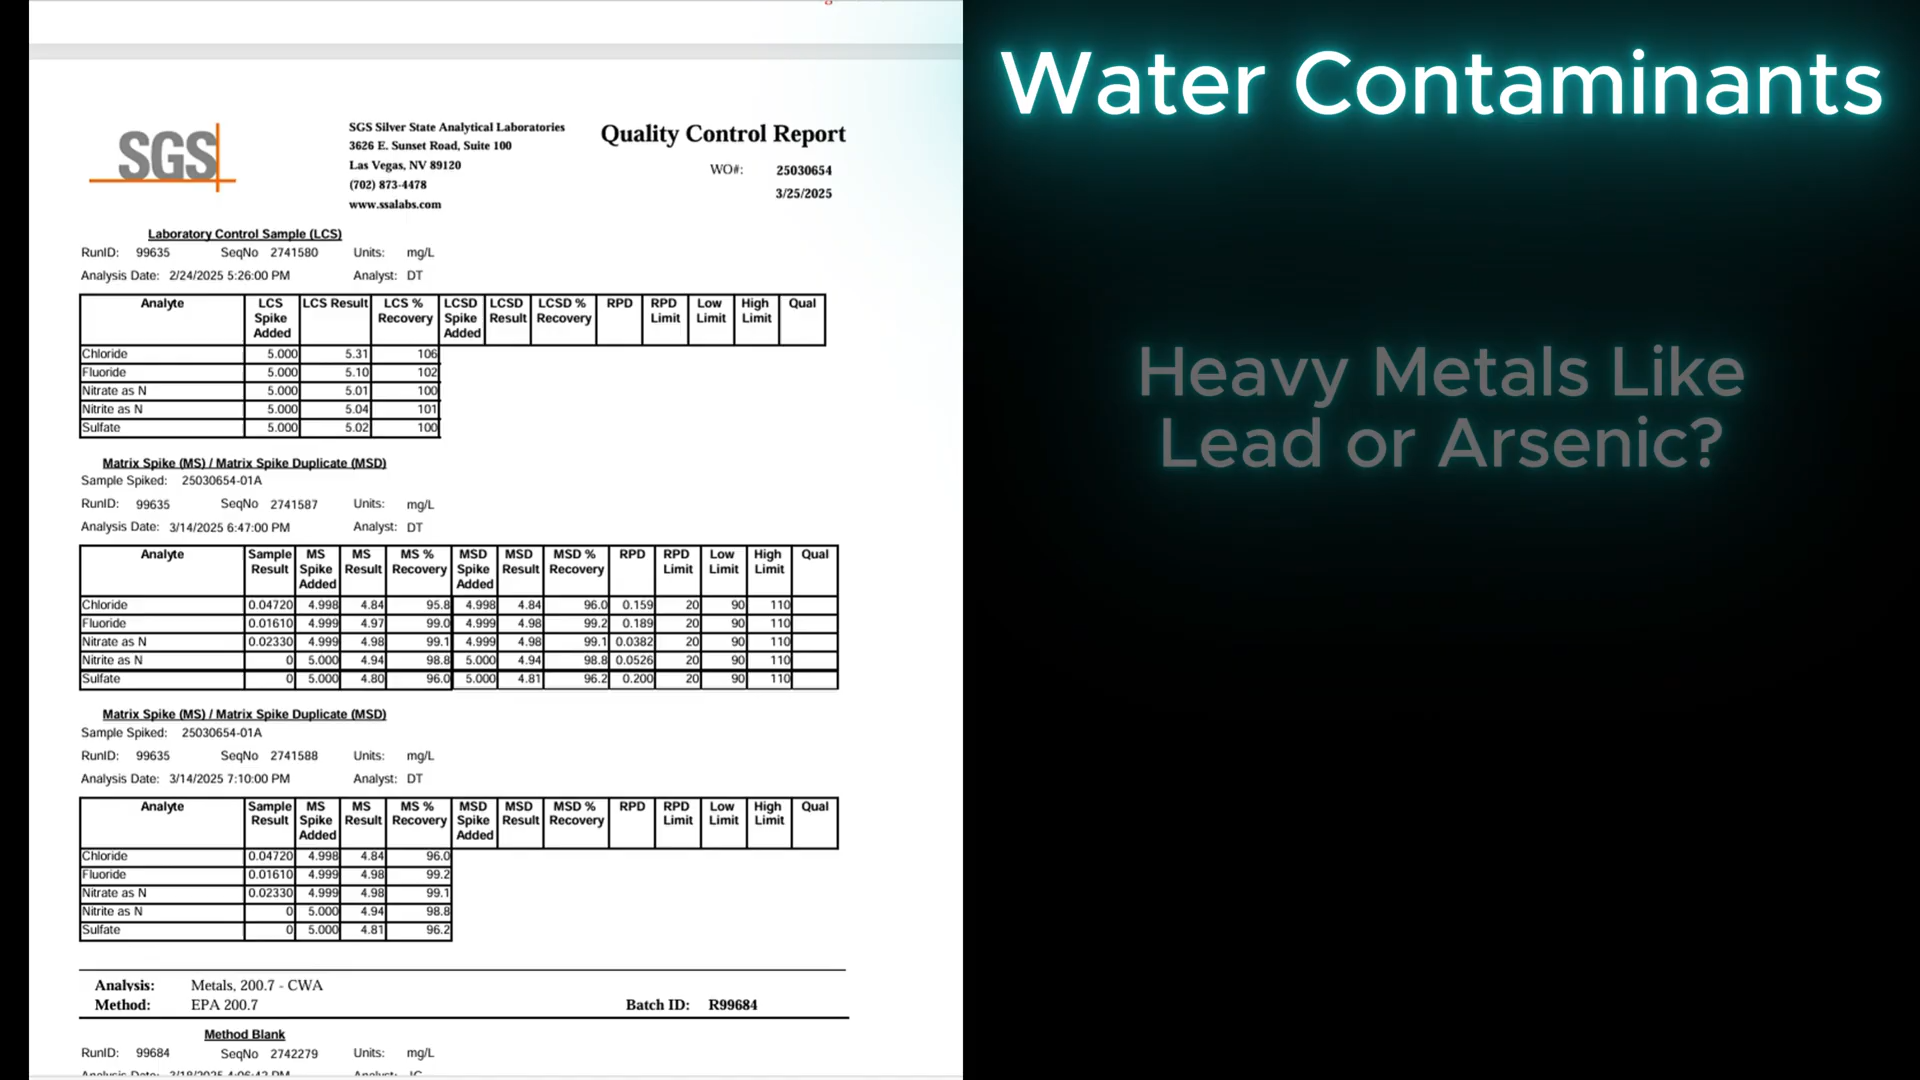 SGS
SGS Silver State Analytical Laboratories
3626 E. Sunset Road, Suite 100
Las Vegas, NV 89120
(702) 873-4478
www.ssalabs.com
Quality Control Report
WO#: 25030654
3/25/2025
Laboratory Control Sample (LCS)
RunID: 99635 SeqNo 2741580 Units: mg/L
Analysis Date: 2/24/2025 5:26:00 PM Analyst: DT
Analyte LCS Spike Added LCS Result LCS % Recovery LCSD Spike Added LCSD Result LCSD % Recovery RPD RPD Limit Low Limit High Limit Qual
Chloride 5.000 5.31 106
Fluoride 5.000 5.10 102
Nitrate as N 5.000 5.01 100
Nitrite as N 5.000 5.04 101
Sulfate 5.000 5.02 100
Matrix Spike (MS) / Matrix Spike Duplicate (MSD)
Sample Spiked: 25030654-01A
RunID: 99635 SeqNo 2741587 Units: mg/L
Analysis Date: 3/14/2025 6:47:00 PM Analyst: DT
Analyte Sample Result MS Spike Added MS Result MS % Recovery MSD Spike Added MSD Result MSD % Recovery RPD RPD Limit Low Limit High Limit Qual
Chloride 0.04720 4.998 4.84 95.8 4.998 4.84 96.0 0.159 20 90 110
Fluoride 0.01610 4.999 4.97 99.0 4.999 4.98 99.2 0.189 20 90 110
Nitrate as N 0.02330 4.999 4.98 99.1 4.999 4.98 99.1 0.0382 20 90 110
Nitrite as N 0 5.000 4.94 98.8 5.000 4.94 98.8 0.0526 20 90 110
Sulfate 0 5.000 4.80 96.0 5.000 4.81 96.2 0.200 20 90 110
Matrix Spike (MS) / Matrix Spike Duplicate (MSD)
Sample Spiked: 25030654-01A
RunID: 99635 SeqNo 2741588 Units: mg/L
Analysis Date: 3/14/2025 7:10:00 PM Analyst: DT
Analyte Sample Result MS Spike Added MS Result MS % Recovery MSD Spike Added MSD Result MSD % Recovery RPD RPD Limit Low Limit High Limit Qual
Chloride 0.04720 4.998 4.84 96.0
Fluoride 0.01610 4.999 4.98 99.2
Nitrate as N 0.02330 4.999 4.98 99.1
Nitrite as N 0 5.000 4.94 98.8
Sulfate 0 5.000 4.81 96.2
Analysis: Metals, 200.7 - CWA
Method: EPA 200.7 Batch ID: R99684
Method Blank
RunID: 99684 SeqNo 2742279 Units: mg/L
Water Contaminants
Heavy Metals Like
Lead or Arsenic?